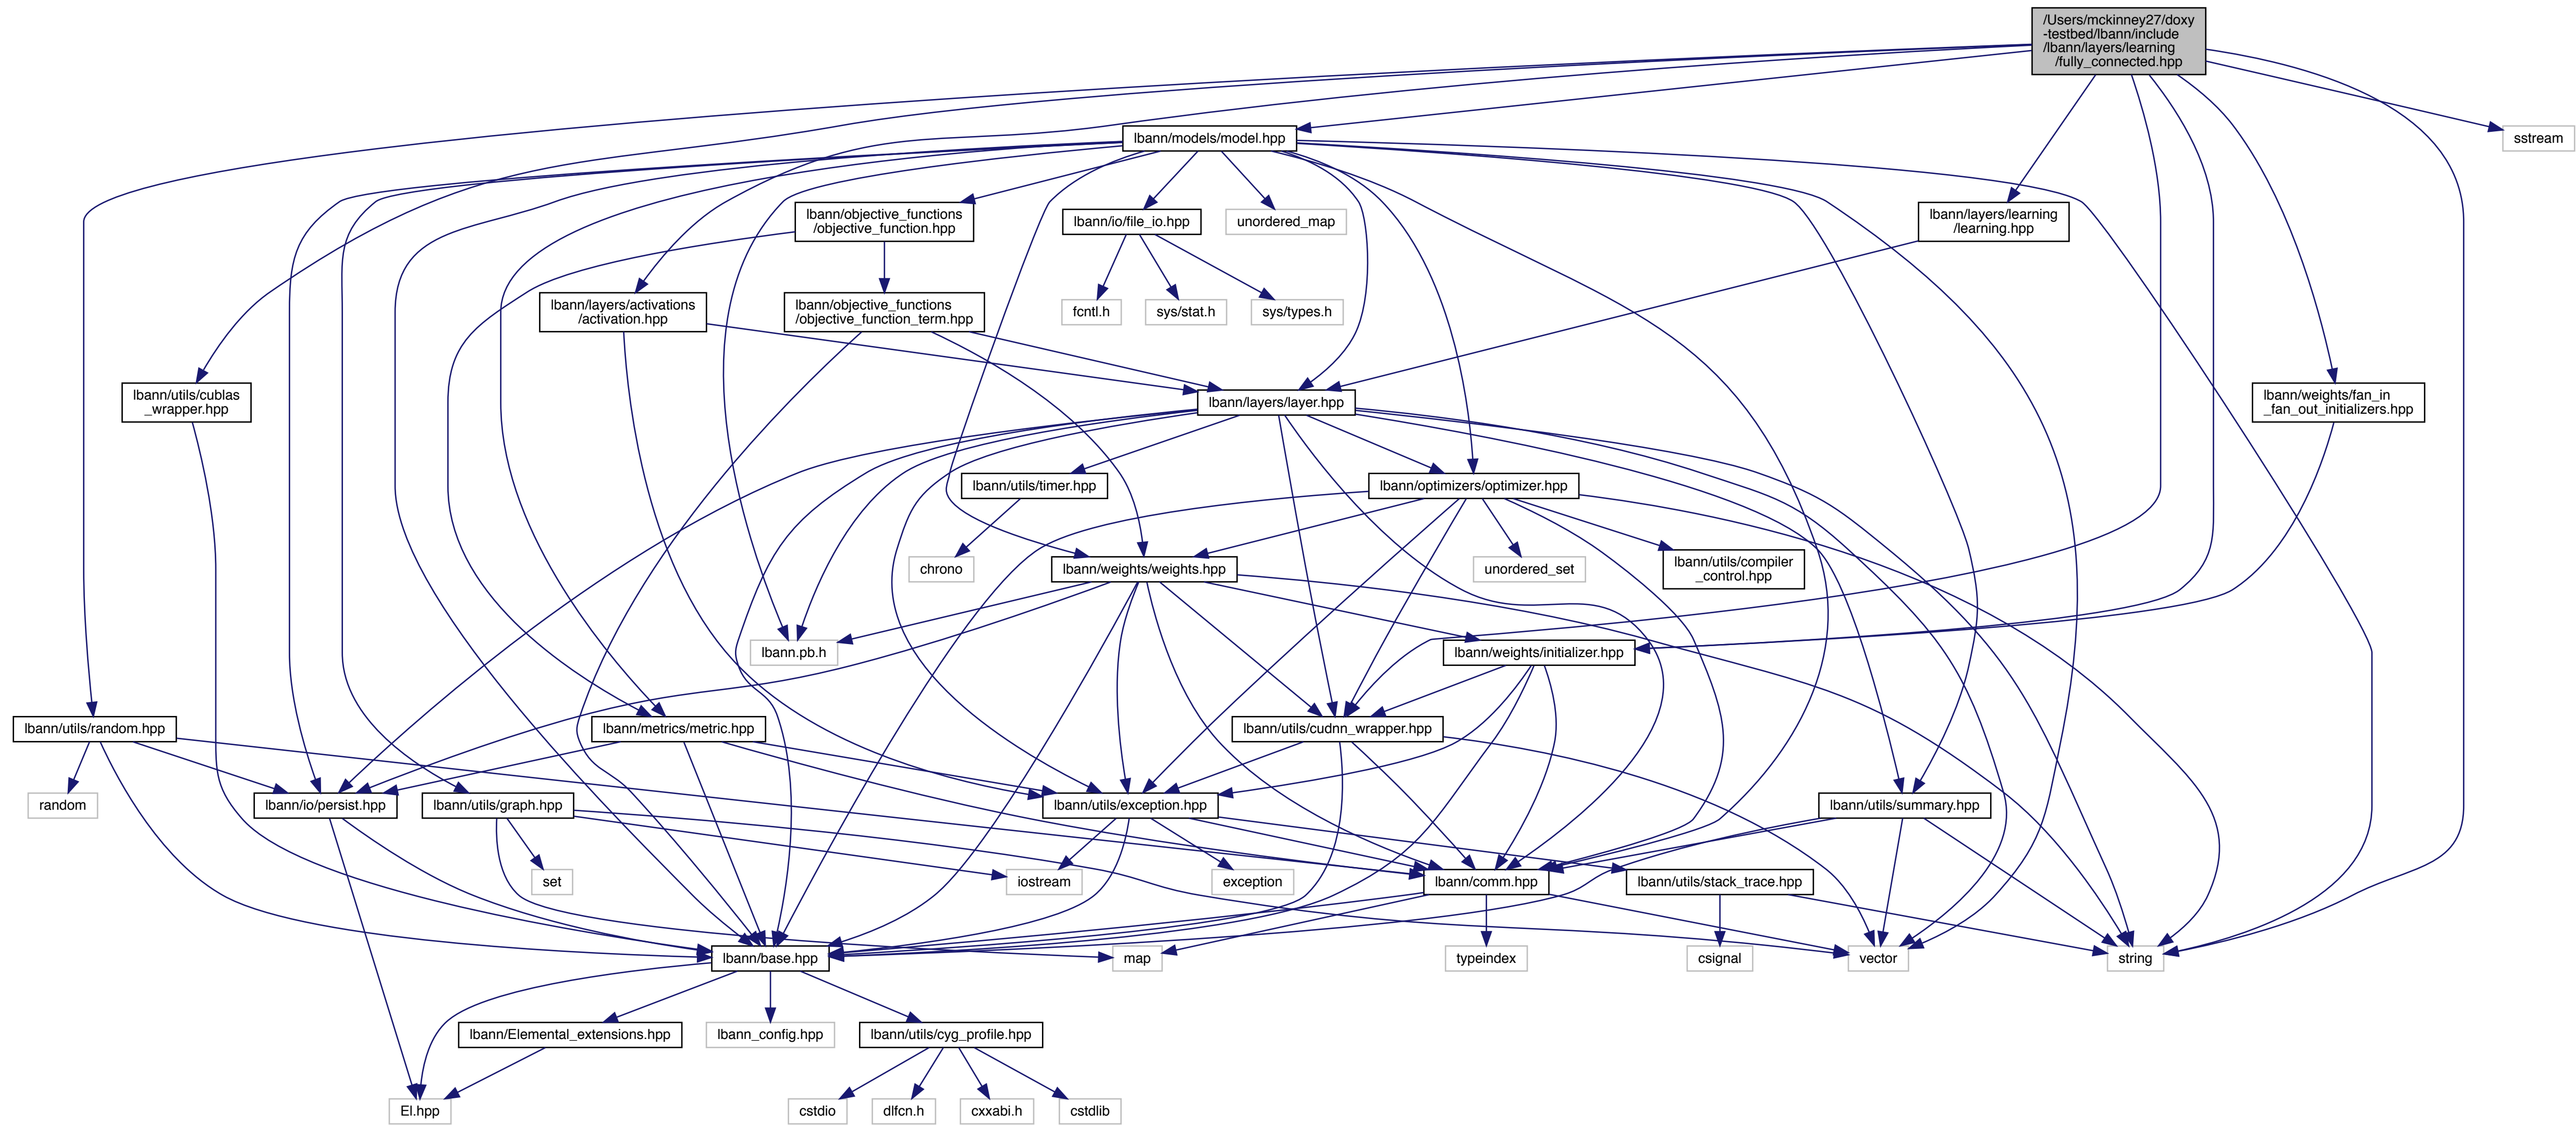 /Users/mckinney27/doxy
-testbed/lbann/include
/lbann/layers/learning
/fully_connected.hpp
lbann/models/model.hpp
sstream
lbann/objective_functions
/objective_function.hpp
lbann/io/file_io.hpp
unordered_map
lbann/layers/learning
/learning.hpp
lbann/layers/activations
/activation.hpp
lbann/objective_functions
/objective_function_term.hpp
fcntl.h
sys/stat.h
sys/types.h
lbann/utils/cublas
_wrapper.hpp
lbann/layers/layer.hpp
lbann/weights/fan_in
_fan_out_initializers.hpp
lbann/utils/timer.hpp
lbann/optimizers/optimizer.hpp
chrono
lbann/weights/weights.hpp
unordered_set
lbann/utils/compiler
_control.hpp
lbann.pb.h
lbann/weights/initializer.hpp
lbann/utils/random.hpp
lbann/metrics/metric.hpp
lbann/utils/cudnn_wrapper.hpp
random
lbann/io/persist.hpp
lbann/utils/graph.hpp
lbann/utils/exception.hpp
lbann/utils/summary.hpp
set
iostream
exception
lbann/comm.hpp
lbann/utils/stack_trace.hpp
lbann/base.hpp
map
typeindex
csignal
vector
string
lbann/Elemental_extensions.hpp
lbann_config.hpp
lbann/utils/cyg_profile.hpp
El.hpp
cstdio
dlfcn.h
cxxabi.h
cstdlib